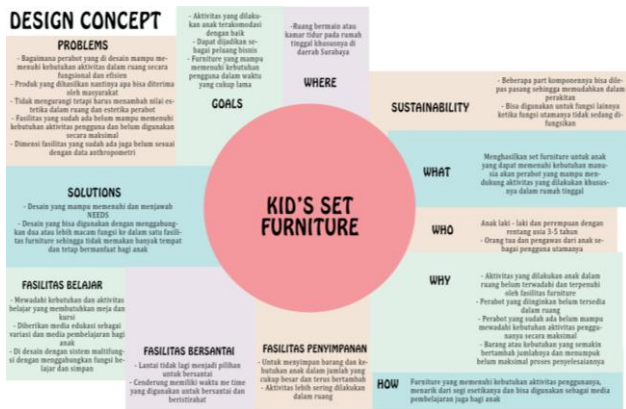 DESIGN CONCEPT
PROBLEMS
- Bagaimana perabot yang di desain mampu me-
menuhi kebutuhan aktivitas dalam ruang secara
fungsional dan efisien
- Produk yang dihasilkan nantinya apa bisa diterima
oleh masyarakat
- Tidak mengurangi tetapi harus menambah nilai es-
tetika dalam ruang dan estetika perabot
- Fasilitas yang sudah ada belum mampu memenuhi
kebutuhan aktivitas pengguna dan belum digunakan
secara maksimal
- Dimensi fasilitas yang sudah ada juga belum sesuai
dengan data anthropometri
- Aktivitas yang dilaku-
kan anak terakomodasi
dengan baik
- Dapat dijadikan se-
bagai peluang bisnis
- Furniture yang mampu
memenuhi kebutuhan
pengguna dalam waktu
yang cukup lama
GOALS
-Ruang bermain atau
kamar tidur pada rumah
tinggal khususnya di
daerah Surabaya
WHERE
SUSTAINABILITY
- Beberapa part komponennya bisa dile-
pas pasang sehingga memudahkan dalam
perakitan
- Bisa digunakan untuk fungsi lainnya
ketika fungsi utamanya tidak sedang di-
fungsikan
WHAT
Menghasilkan set furniture untuk anak
yang dapat memenuhi kebutuhan manu-
sia akan perabot yang mampu men-
dukung aktivitas yang dilakukan khusus-
nya dalam rumah tinggal
KID'S SET
FURNITURE
SOLUTIONS
- Desain yang mampu memenuhi dan menjawab
NEEDS
- Desain yang bisa digunakan dengan menggabung-
kan dua atau lebih macam fungsi ke dalam satu fasili-
tas furniture sehingga tidak memakan banyak tempat
dan tetap bermanfaat bagi anak
WHO
Anak laki - laki dan perempuan dengan
rentang usia 3-5 tahun
- Orang tua dan pengawas dari anak se-
bagai pengguna utamanya
WHY
- Aktivitas yang dilakukan anak dalam
ruang belum terwadahi dan terpenuhi
oleh fasilitas furniture
- Perabot yang diinginkan belum tersedia
dalam ruang
- Perabot yang sudah ada belum mampu
mewadahi kebutuhan aktivitas penggu-
nanya secara maksimal
- Barang atau kebutuhan yang semakin
bertambah jumlahnya dan menumpuk
belum maksimal proses penyelesaiannya
FASILITAS BELAJAR
- Mewadahi kebutuhan dan aktivitas
belajar yang membutuhkan meja dan
kursi
- Diberikan media edukasi sebagai
variasi dan media pembelajaran bagi
anak
- Di desain dengan sistem multifung-
si dengan menggabungkan fungsi be-
lajar dan simpan
FASILITAS BERSANTAI
- Lantai tidak lagi menjadi pilihan
untuk bersantai
- Cenderung memiliki waktu me time
yang digunakan untuk bersantai dan
beristirahat
FASILITAS PENYIMPANAN
- Untuk menyimpan barang dan ke-
butuhan anak dalam jumlah yang
cukup besar dan terus bertambah
- Aktivitas lebih sering dilakukan
dalam ruang
HOW
Furniture yang memenuhi kebutuhan aktivitas penggunanya,
menarik dari segi esetikanya dan bisa digunakan sebagai media
pembelajaran juga bagi anak